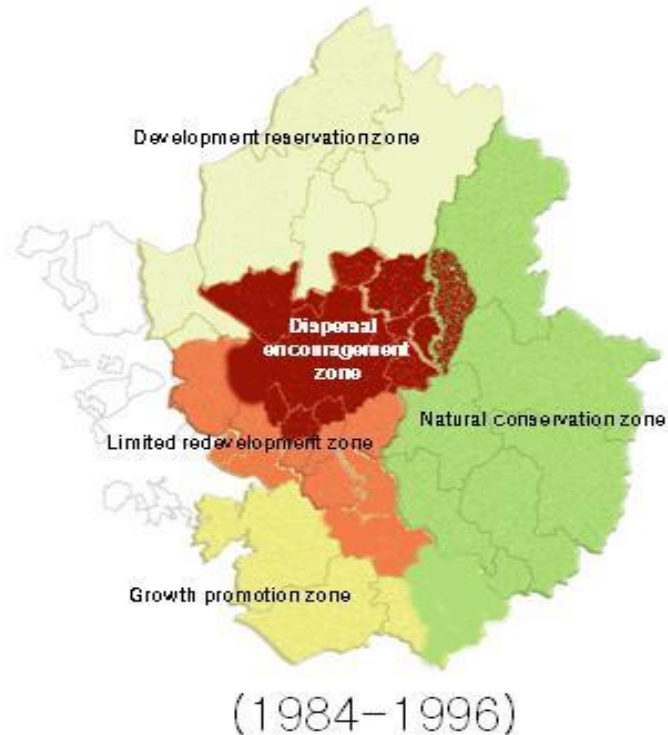 Development reservation zone
Dispersal
encouragement
zone
Natural conservation zone
Limited redevelopment zone
Growth promotion zone
(1984-1996)